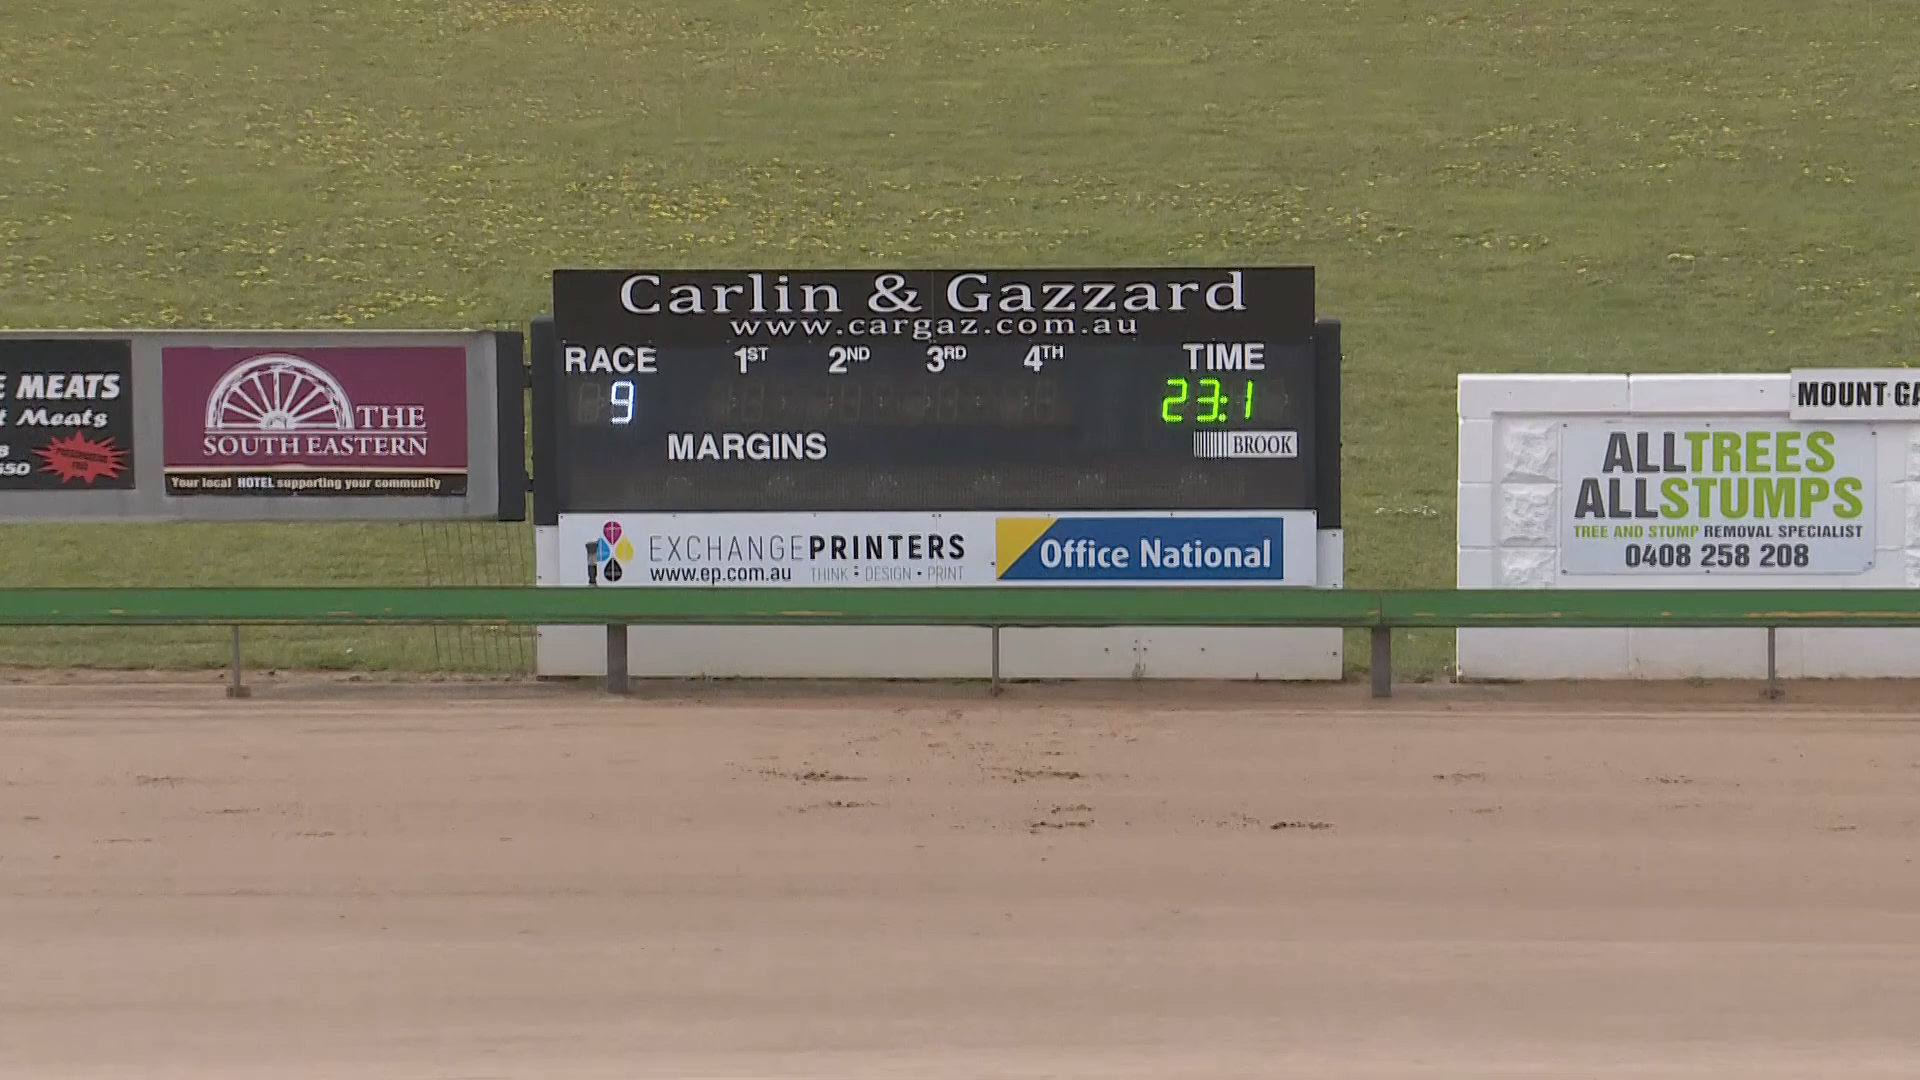 Carlin & Gazzard
www.cargaz.com.au
RACE 1ST 2ND 3RD 4TH TIME
9 23:1
MARGINS
BROOK
EXCHANGEPRINTERS
www.ep.com.au THINK : DESIGN • PRINT
Office National
MEATS
Meats
THE
SOUTH EASTERN
Your local HOTEL supporting your community
MOUNT
ALLTREES
ALLSTUMPS
TREE AND STUMP REMOVAL SPECIALIST
0408 258 208